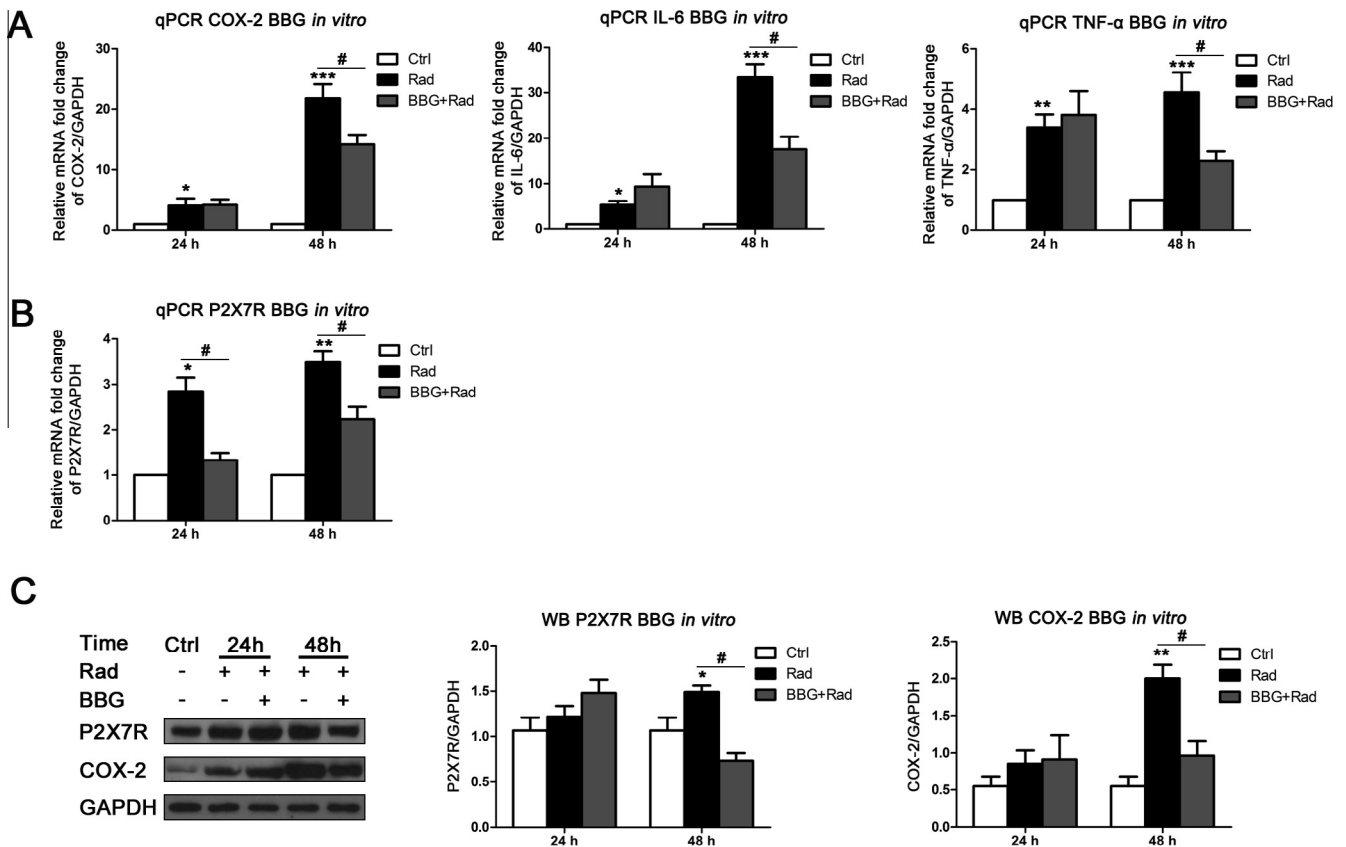 A
qPCR COX-2 BBG in vitro
Relative mRNA fold change
of COX-2/GAPDH
30
20
10
0
*
***
#
24 h
48 h
Ctrl
Rad
BBG+Rad
qPCR IL-6 BBG in vitro
Relative mRNA fold change
of IL-6/GAPDH
40
30
20
10
0
*
***
#
24 h
48 h
Ctrl
Rad
BBG+Rad
qPCR TNF-α BBG in vitro
Relative mRNA fold change
of TNF-α/GAPDH
6
4
2
0
**
***
#
24 h
48 h
Ctrl
Rad
BBG+Rad
B
qPCR P2X7R BBG in vitro
Relative mRNA fold change
of P2X7R/GAPDH
4
3
2
1
0
*
#
**
#
24 h
48 h
Ctrl
Rad
BBG+Rad
C
Time Ctrl 24h 48h
Rad - + + + +
BBG - - + - +
P2X7R
COX-2
GAPDH
WB P2X7R BBG in vitro
P2X7R/GAPDH
2.0
1.5
1.0
0.5
0.0
*
#
24 h
48 h
Ctrl
Rad
BBG+Rad
WB COX-2 BBG in vitro
COX-2/GAPDH
2.5
2.0
1.5
1.0
0.5
0.0
**
#
24 h
48 h
Ctrl
Rad
BBG+Rad